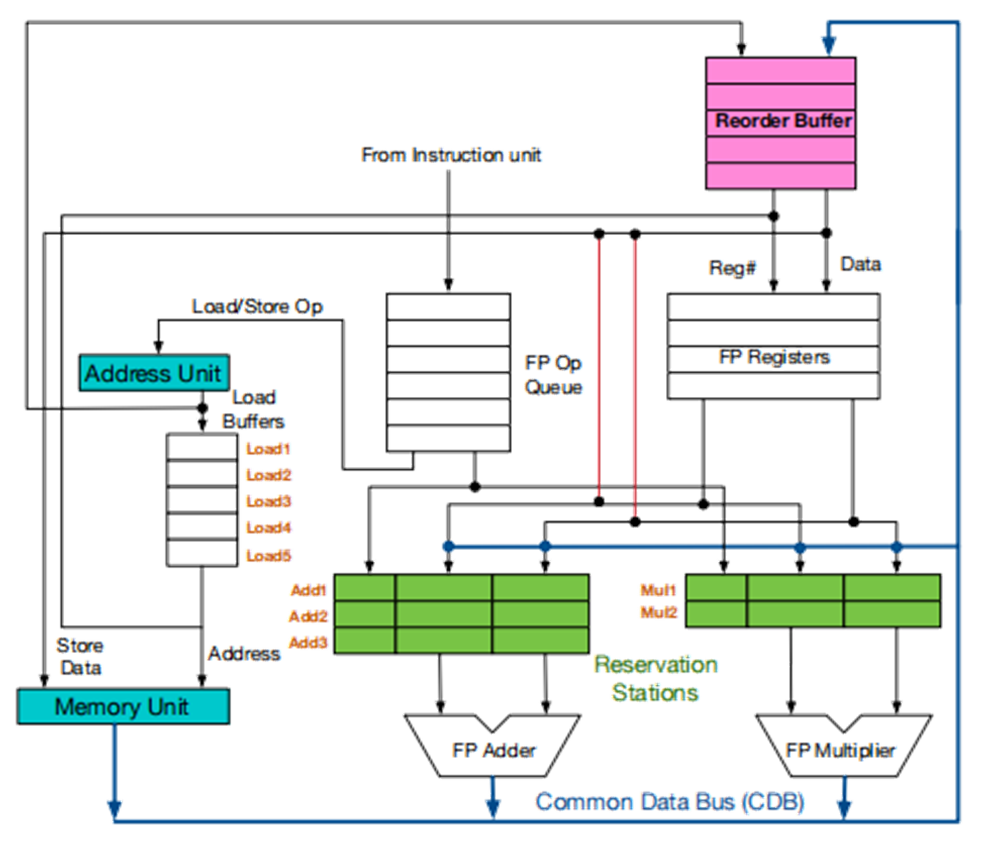 Reorder Buffer
From Instruction unit
Reg#
Data
Load/Store Op
FP Op
Queue
FP Registers
Address Unit
Load
Buffers
Load1
Load2
Load3
Load4
Load5
Add1
Add2
Add3
Mul1
Mul2
Store
Data
Address
Reservation
Stations
Memory Unit
FP Adder
FP Multiplier
Common Data Bus (CDB)